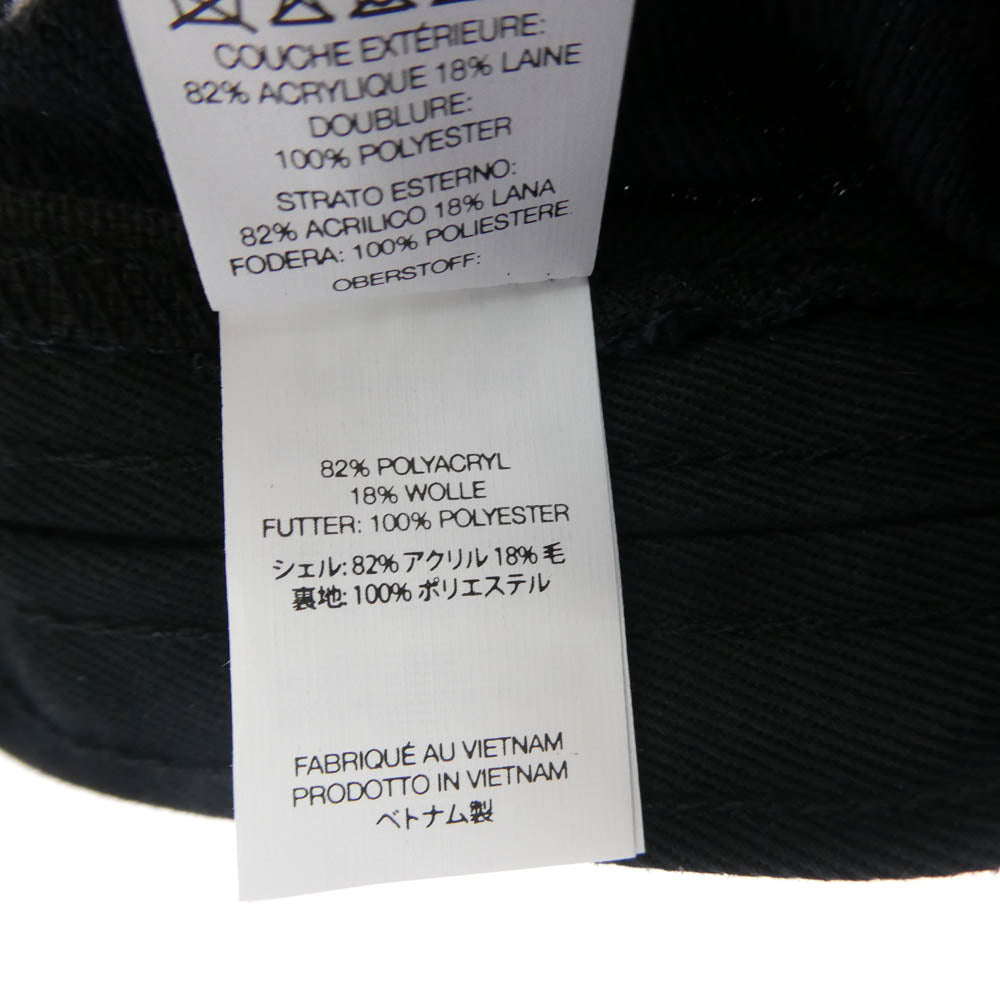 COUCHE EXTÉRIEURE:
82% ACRYLIQUE 18% LAINE
DOUBLURE:
100% POLYESTER
STRATO ESTERNO:
82% ACRILICO 18% LANA
FODERA: 100% POLIESTERE
OBERSTOFF:
82% POLYACRYL
18% WOLLE
FUTTER: 100% POLYESTER
シェル: 82% アクリル 18% 毛
裏地: 100% ポリエステル
FABRIQUÉ AU VIETNAM
PRODOTTO IN VIETNAM
ベトナム製